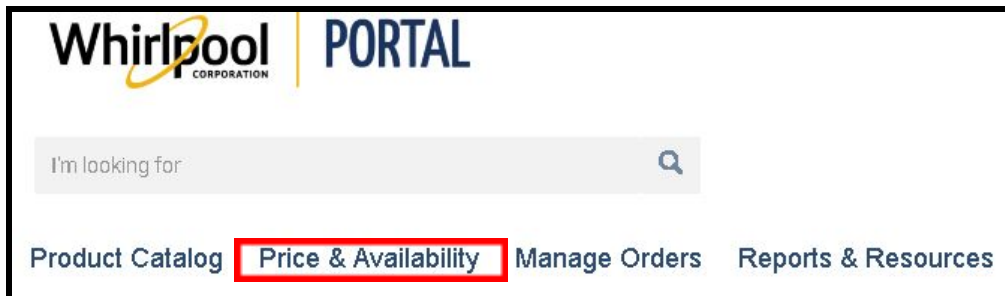 Whirlpool PORTAL
CORPORATION
I'm looking for
Product Catalog Price & Availability Manage Orders Reports & Resources